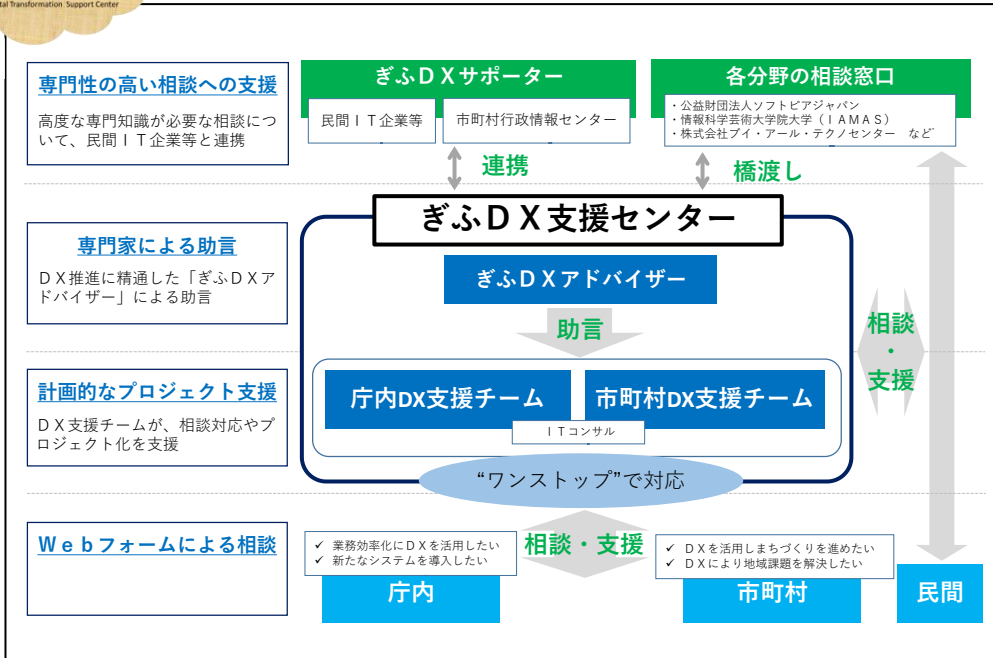 tal Transformation Support Center
専門性の高い相談への支援
高度な専門知識が必要な相談につ
いて、民間ＩＴ企業等と連携
ぎふＤＸサポーター
民間ＩＴ企業等
市町村行政情報センター
各分野の相談窓口
・公益財団法人ソフトピアジャパン
・情報科学芸術大学院大学（ＩＡＭＡＳ）
・株式会社ブイ・アール・テクノセンター　など
連携
橋渡し
ぎふＤＸ支援センター
専門家による助言
ＤＸ推進に精通した「ぎふＤＸア
ドバイザー」による助言
ぎふＤＸアドバイザー
助言
相談
・
支援
計画的なプロジェクト支援
ＤＸ支援チームが、相談対応やプ
ロジェクト化を支援
庁内DX支援チーム
市町村DX支援チーム
ＩＴコンサル
“ワンストップ”で対応
Ｗｅｂフォームによる相談
✓ 業務効率化にＤＸを活用したい
✓ 新たなシステムを導入したい
庁内
相談・支援
✓ ＤＸを活用しまちづくりを進めたい
✓ ＤＸにより地域課題を解決したい
市町村
民間